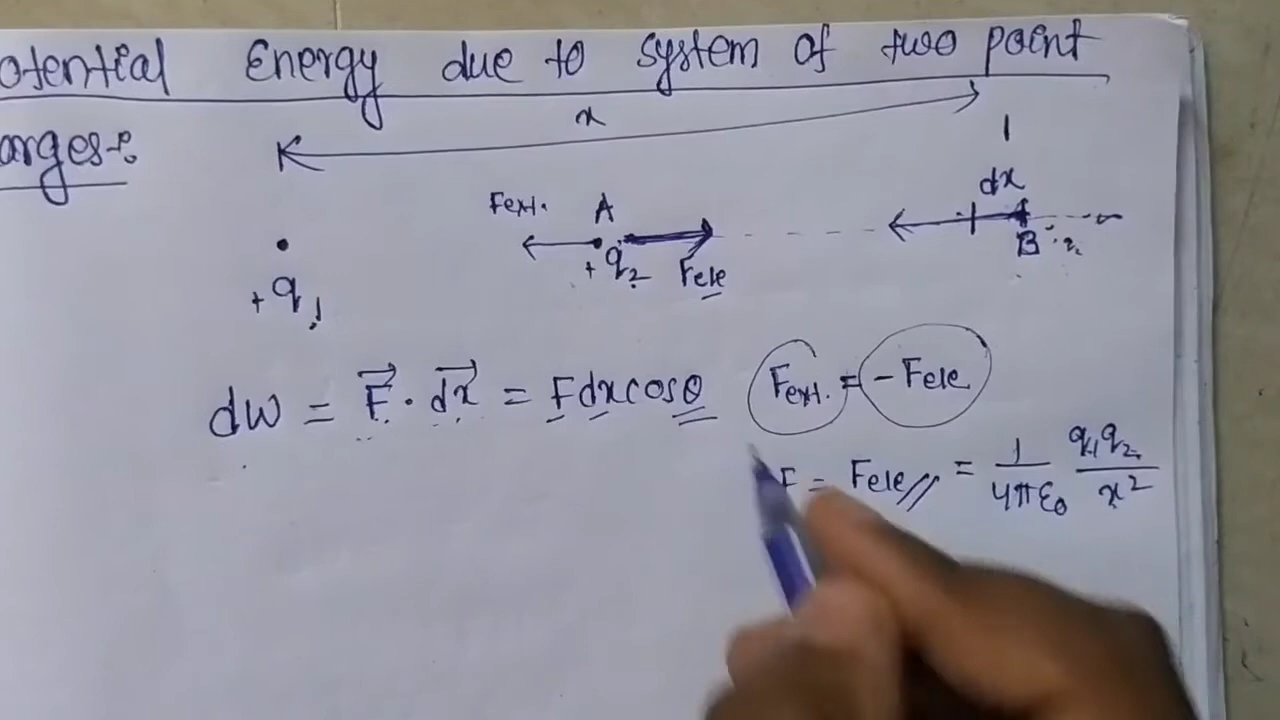 otential Energy due to system of two point
arges:
x
1
dx
Fext. A
+q2 Fele
B
+q1
dw = F⃗ · dx⃗ = Fdxcosθ Fext. = -Fele
F = Fele = 1/4πε0 q1q2/x²